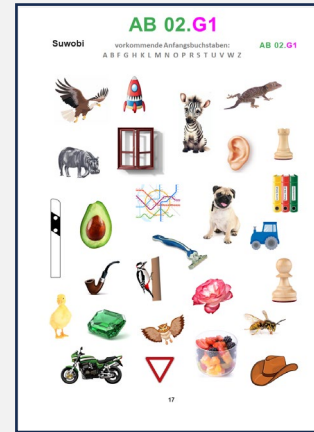 AB 02.G1
Suwobi
vorkommende Anfangsbuchstaben:
AB 02.G1
A B F G H K L M N O P R S T U V W Z
17